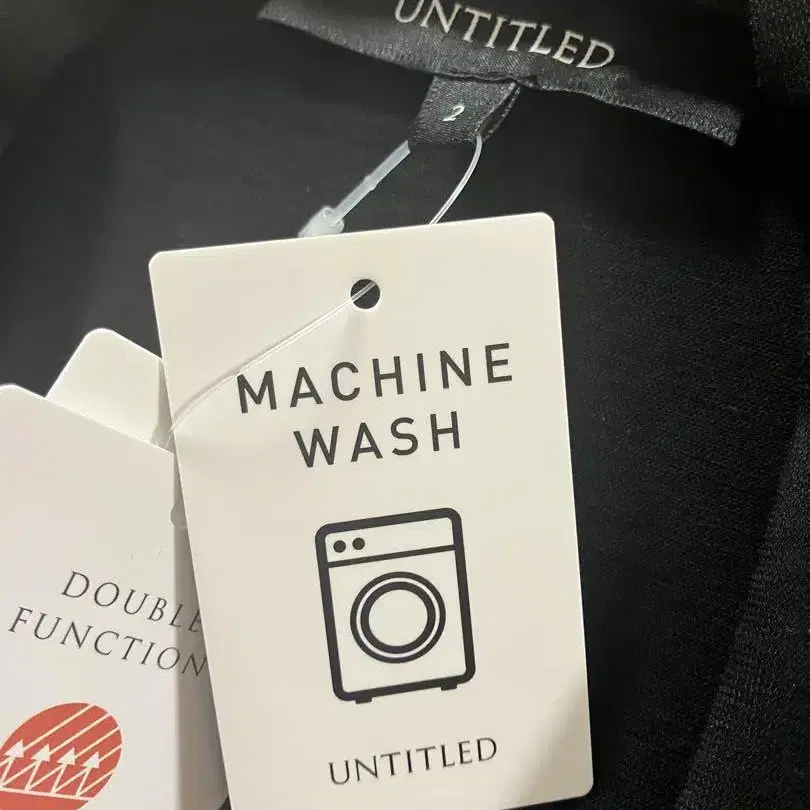 UNTITLED
2
MACHINE
WASH
UNTITLED
DOUBLE
FUNCTION